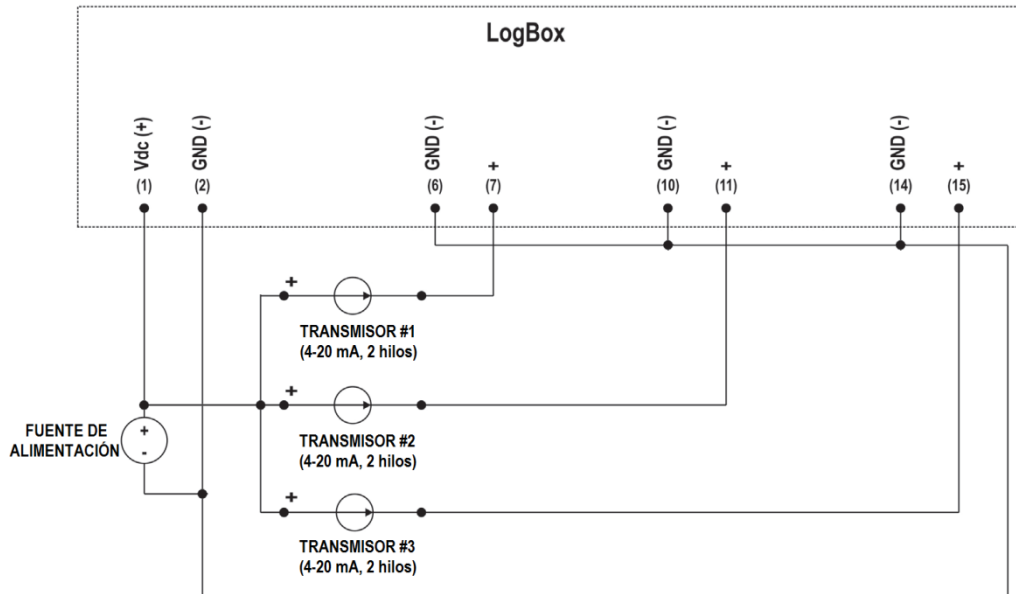 LogBox
Vdc (+)
(1)
GND (-)
(2)
GND (-)
(6)
+
(7)
GND (-)
(10)
+
(11)
GND (-)
(14)
+
(15)
+
TRANSMISOR #1
(4-20 mA, 2 hilos)
+
TRANSMISOR #2
(4-20 mA, 2 hilos)
FUENTE DE
ALIMENTACIÓN
+
-
+
TRANSMISOR #3
(4-20 mA, 2 hilos)